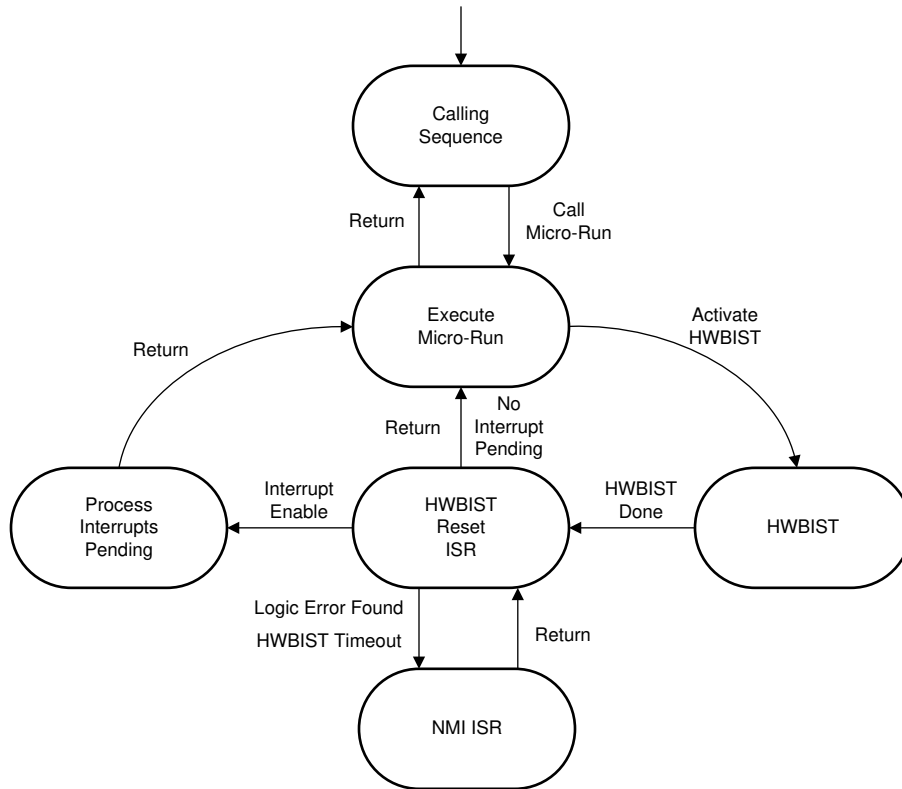 Calling
Sequence
Return
Call
Micro-Run
Execute
Micro-Run
Activate
HWBIST
Return
No
Interrupt
Pending
Return
Process
Interrupts
Pending
Interrupt
Enable
HWBIST
Reset
ISR
HWBIST
Done
HWBIST
Logic Error Found
HWBIST Timeout
Return
NMI ISR